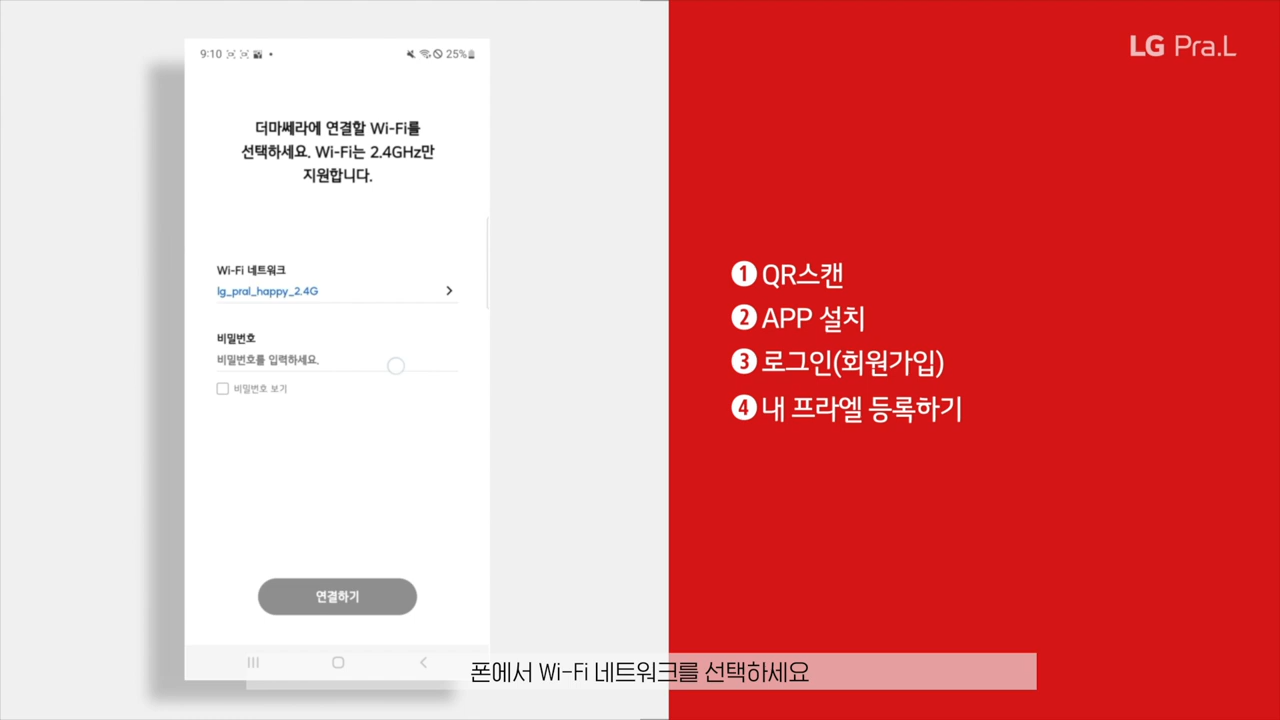 9:10
25%
더마쎄라에 연결할 Wi-Fi를
선택하세요. Wi-Fi는 2.4GHz만
지원합니다.
Wi-Fi 네트워크
lg_pral_happy_2.4G
비밀번호
비밀번호를 입력하세요.
비밀번호 보기
연결하기
LG Pra.L
1 QR스캔
2 APP 설치
3 로그인(회원가입)
4 내 프라엘 등록하기
폰에서 Wi-Fi 네트워크를 선택하세요